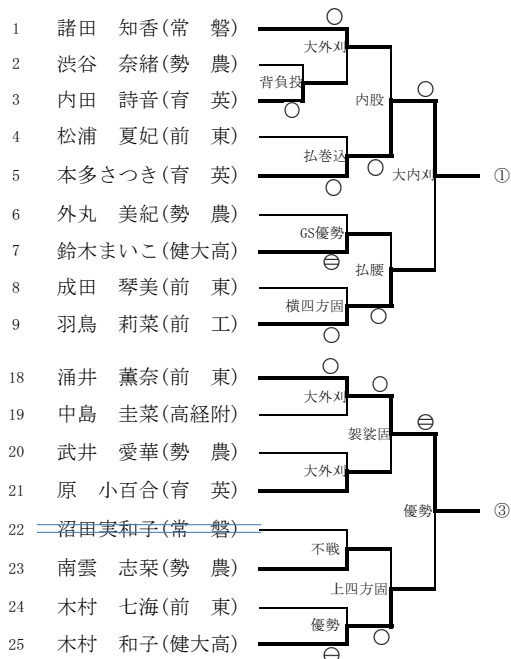 1 諸田 知香(常 磐)
2 渋谷 奈緒(勢 農)
3 内田 詩音(育 英)
4 松浦 夏妃(前 東)
5 本多さつき(育 英)
6 外丸 美紀(勢 農)
7 鈴木まいこ(健大高)
8 成田 琴美(前 東)
9 羽鳥 莉菜(前 工)
大外刈
背負投
内股
払巻込
大内刈
①
GS優勢
払腰
横四方固
18 涌井 薫奈(前 東)
19 中島 圭菜(高経附)
20 武井 愛華(勢 農)
21 原 小百合(育 英)
22 沼田実和子(常 磐)
23 南雲 志栞(勢 農)
24 木村 七海(前 東)
25 木村 和子(健大高)
大外刈
袈裟固
大外刈
優勢
③
不戦
上四方固
優勢